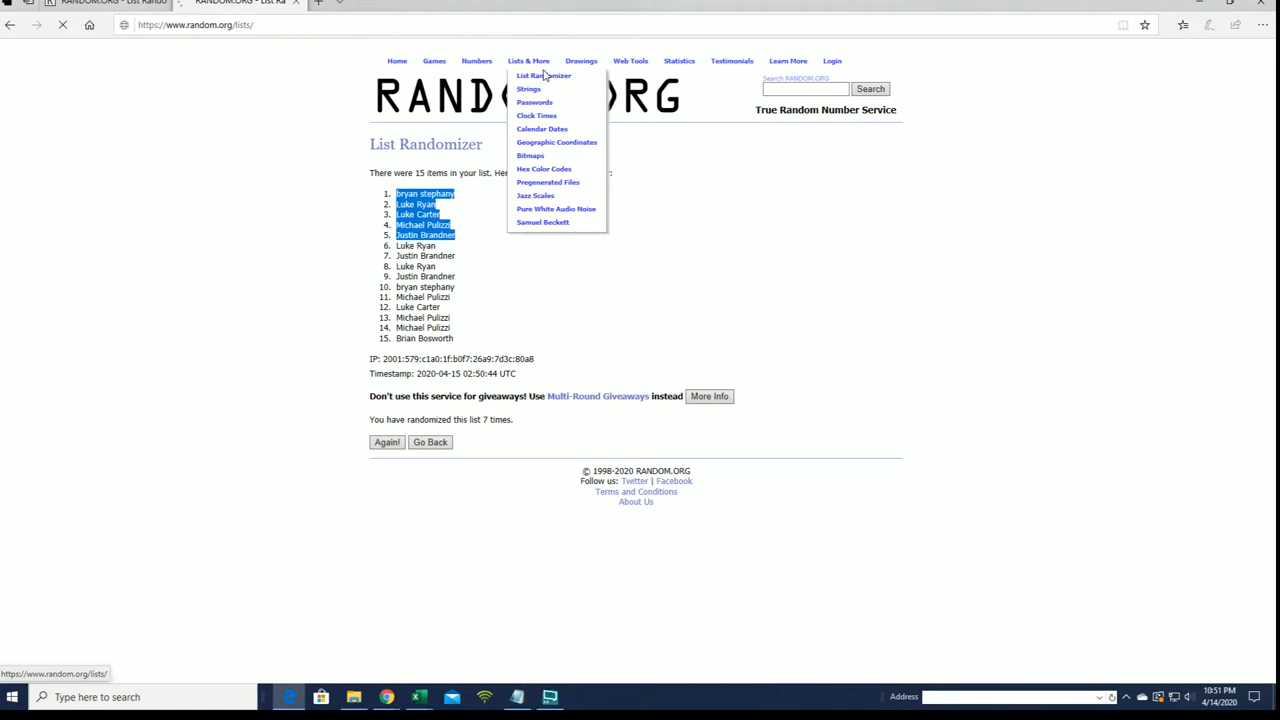 RANDOM.ORG - List Rando
RANDOM.ORG - List Ra
https://www.random.org/lists/
Home Games Numbers Lists & More Drawings Web Tools Statistics Testimonials Learn More Login
List Randomizer
Strings
Passwords
Clock Times
Calendar Dates
Geographic Coordinates
Bitmaps
Hex Color Codes
Pregenerated Files
Jazz Scales
Pure White Audio Noise
Samuel Beckett
RAND RG
Search RANDOM.ORG
Search
True Random Number Service
List Randomizer
There were 15 items in your list. Her
1. bryan stephany
2. Luke Ryan
3. Luke Carter
4. Michael Pulizzi
5. Justin Brandner
6. Luke Ryan
7. Justin Brandner
8. Luke Ryan
9. Justin Brandner
10. bryan stephany
11. Michael Pulizzi
12. Luke Carter
13. Michael Pulizzi
14. Michael Pulizzi
15. Brian Bosworth
IP: 2001:579:c1a0:1f:b0f7:26a9:7d3c:80a8
Timestamp: 2020-04-15 02:50:44 UTC
Don't use this service for giveaways! Use Multi-Round Giveaways instead More Info
You have randomized this list 7 times.
Again! Go Back
© 1998-2020 RANDOM.ORG
Follow us: Twitter | Facebook
Terms and Conditions
About Us
https://www.random.org/lists/
Type here to search
Address
10:51 PM
4/14/2020